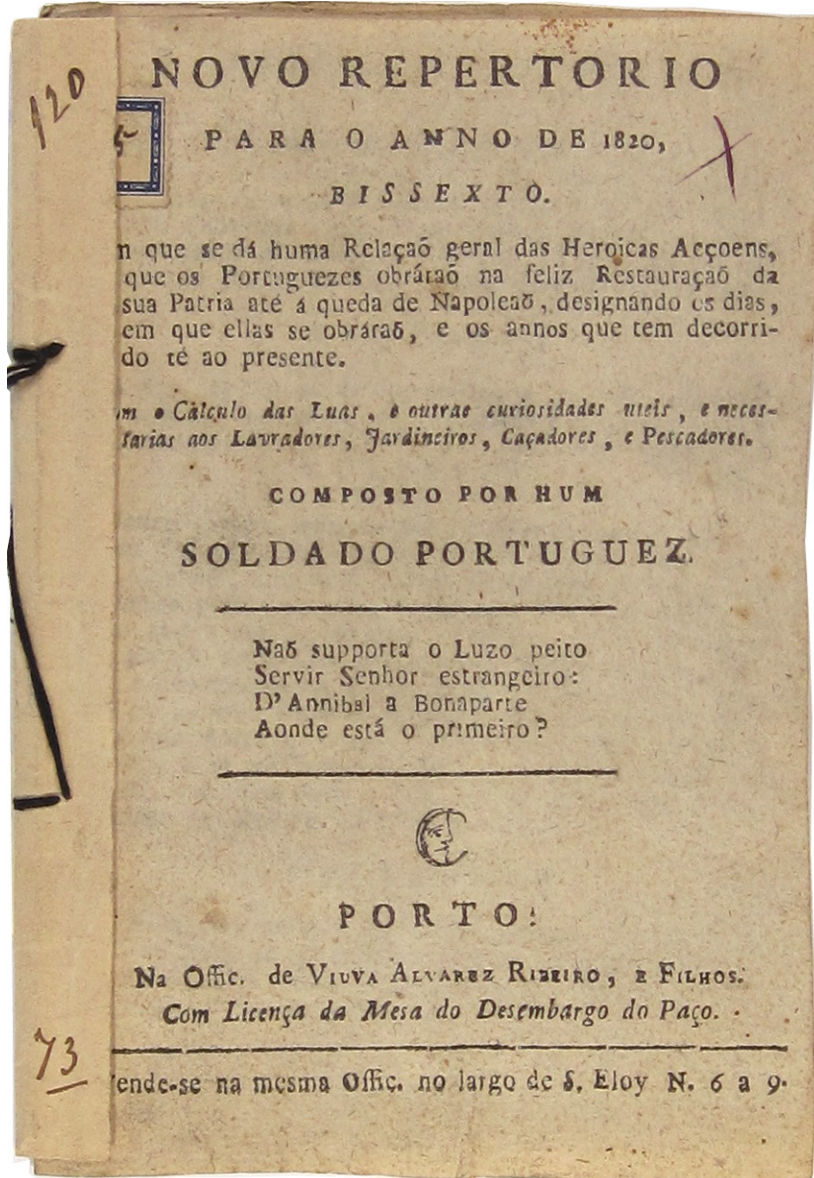 120
5
NOVO REPERTORIO
PARA O ANNO DE 1820,
BISSEXTO.
m que se dá huma Relaçaõ geral das Heroicas Acçoens,
que os Portuguezes obráraõ na feliz Restauraçaõ da
sua Patria até á queda de Napoleaõ, designando os dias,
em que ellas se obráraõ, e os annos que tem decorri-
do té ao presente.
m o Cálculo das Luas, e outras curiosidades uteis, e neces-
sarias aos Lavradores, Jardineiros, Caçadores, e Pescadores.
COMPOSTO POR HUM
SOLDADO PORTUGUEZ.
Naõ supporta o Luzo peito
Servir Senhor estrangeiro:
D'Annibal a Bonaparte
Aonde está o primeiro?
PORTO:
Na Offic. de VIUVA ALVAREZ RIBEIRO, E FILHOS.
Com Licença da Mesa do Desembargo do Paço.
73
ende-se na mesma Offic. no largo de S. Eloy N. 6 a 9.